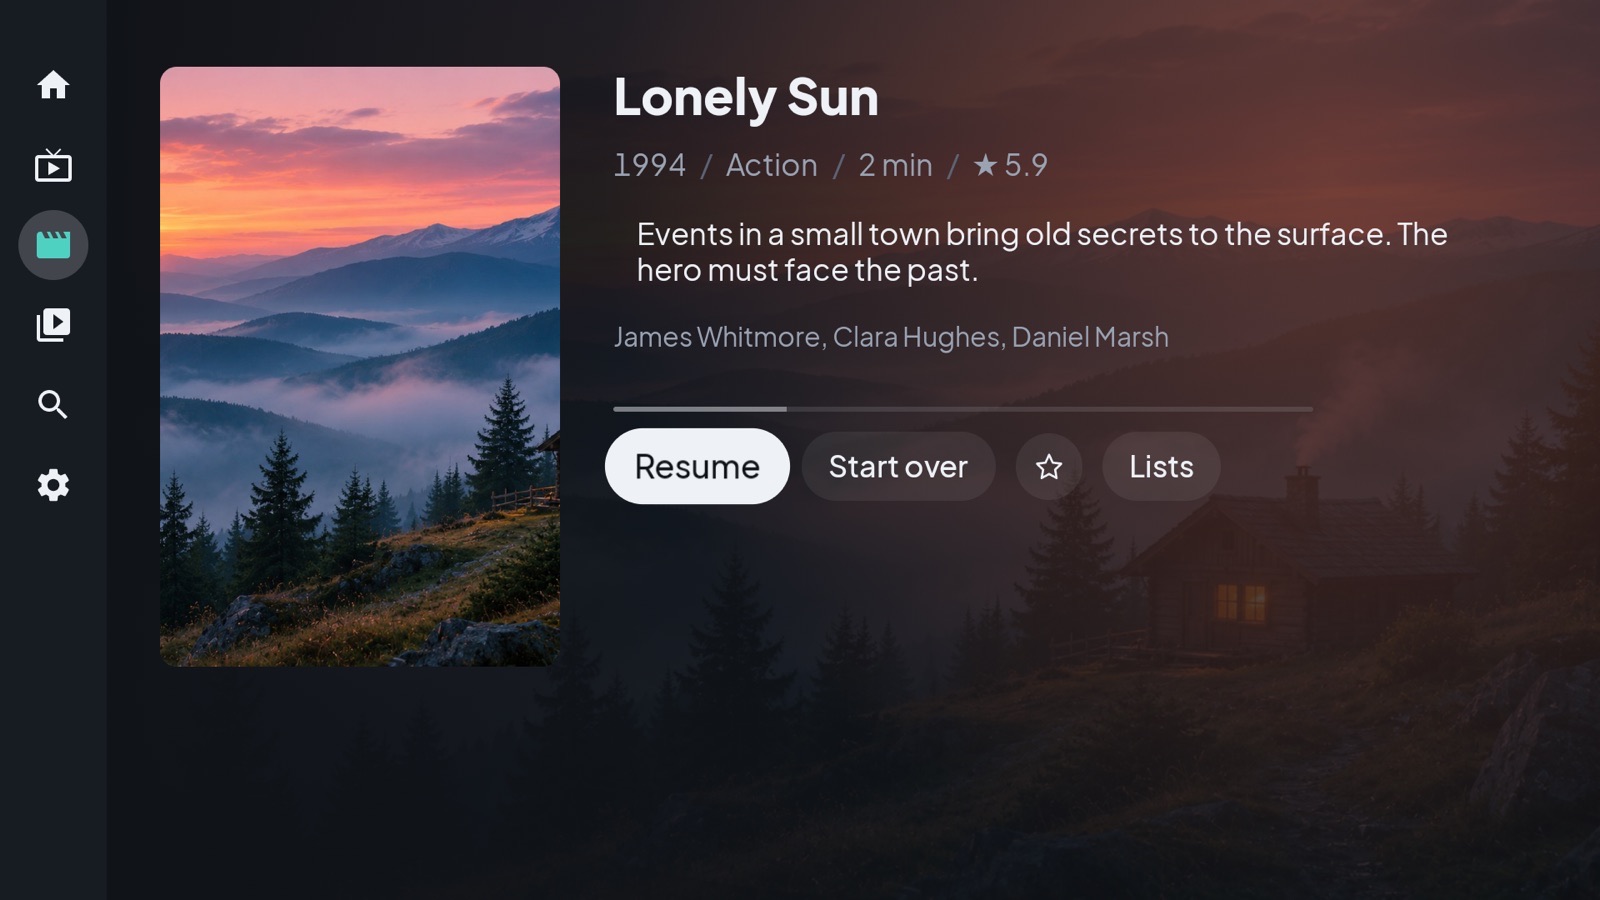 Lonely Sun
1994 / Action / 2 min / ★ 5.9
Events in a small town bring old secrets to the surface. The
hero must face the past.
James Whitmore, Clara Hughes, Daniel Marsh
Resume Start over Lists